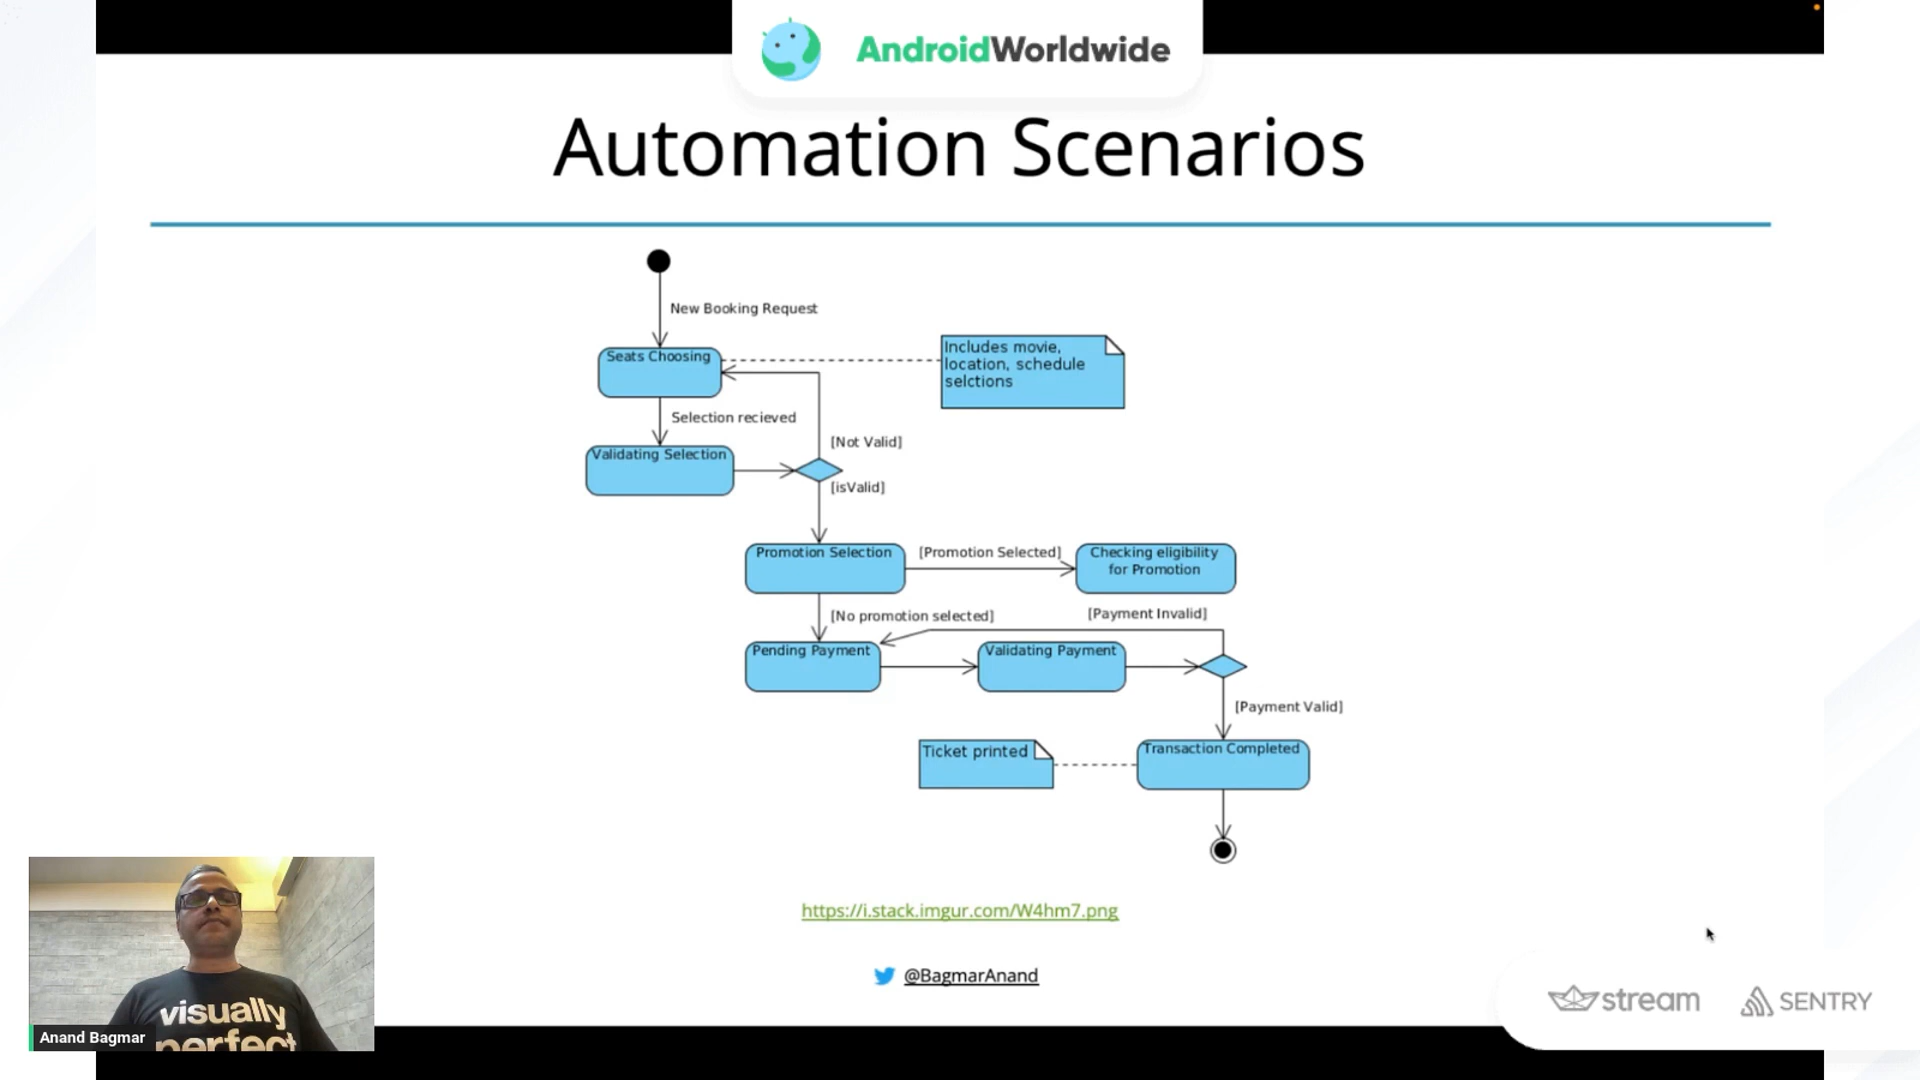 AndroidWorldwide
Automation Scenarios
New Booking Request
Seats Choosing
Includes movie,
location, schedule
selctions
Selection recieved
[Not Valid]
Validating Selection
[isValid]
Promotion Selection
[Promotion Selected]
Checking eligibility
for Promotion
[No promotion selected]
[Payment Invalid]
Pending Payment
Validating Payment
[Payment Valid]
Ticket printed
Transaction Completed
https://i.stack.imgur.com/W4hm7.png
@BagmarAnand
visually
perfect
Anand Bagmar
stream
SENTRY